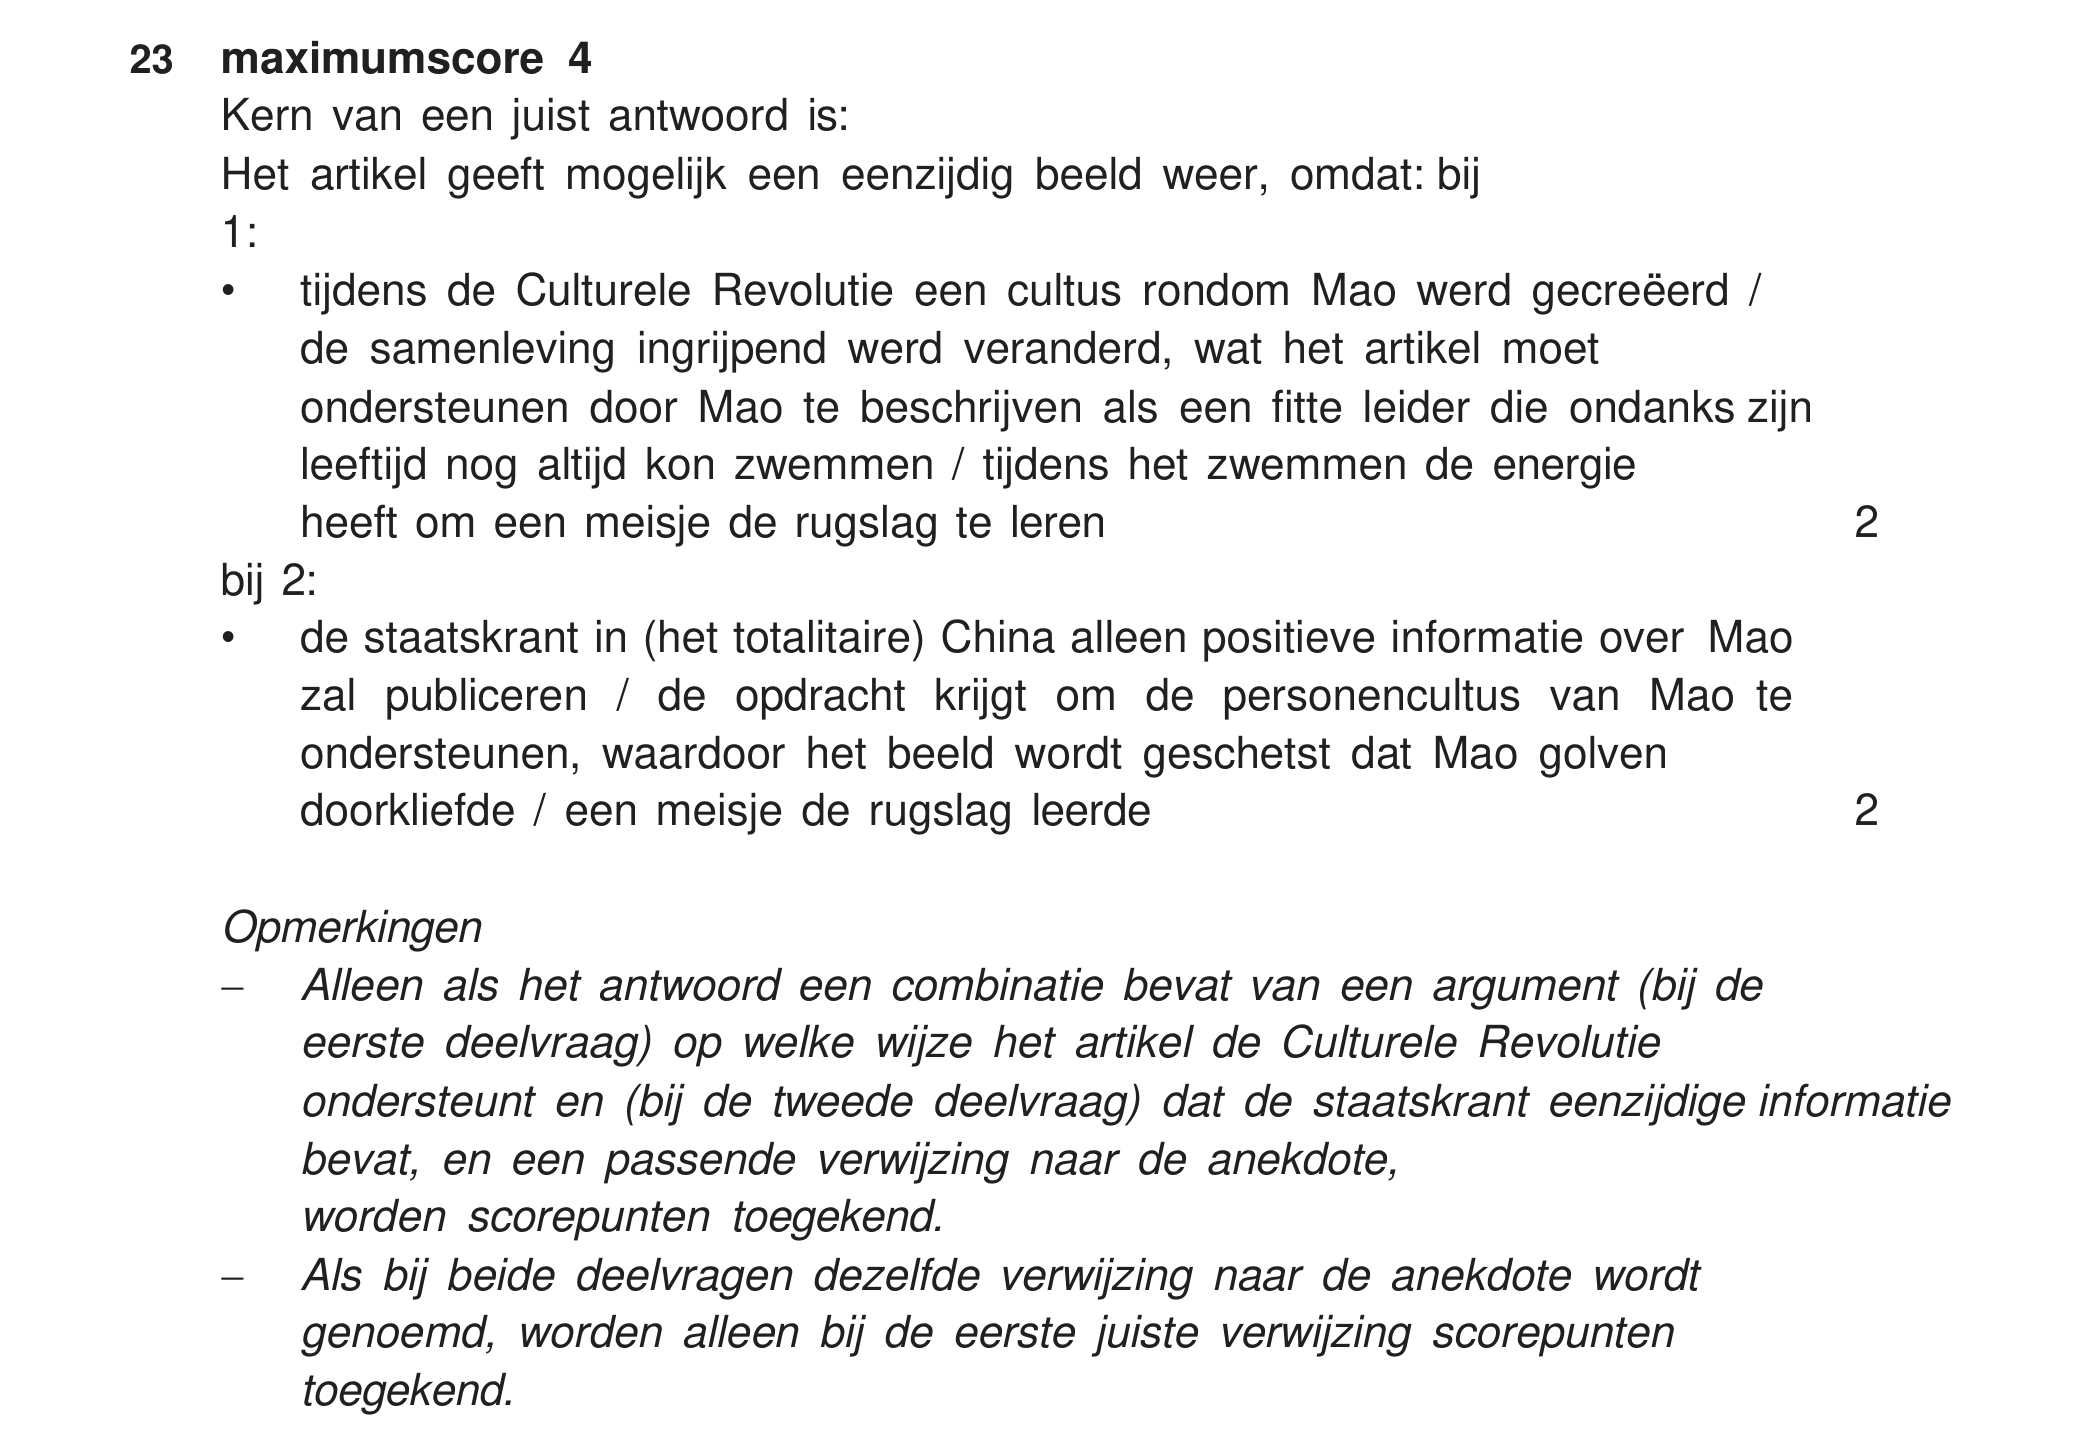 23 maximumscore 4
Kern van een juist antwoord is:
Het artikel geeft mogelijk een eenzijdig beeld weer, omdat: bij
1:
• tijdens de Culturele Revolutie een cultus rondom Mao werd gecreëerd /
de samenleving ingrijpend werd veranderd, wat het artikel moet
ondersteunen door Mao te beschrijven als een fitte leider die ondanks zijn
leeftijd nog altijd kon zwemmen / tijdens het zwemmen de energie
heeft om een meisje de rugslag te leren 2
bij 2:
• de staatskrant in (het totalitaire) China alleen positieve informatie over Mao
zal publiceren / de opdracht krijgt om de personencultus van Mao te
ondersteunen, waardoor het beeld wordt geschetst dat Mao golven
doorkliefde / een meisje de rugslag leerde 2
Opmerkingen
– Alleen als het antwoord een combinatie bevat van een argument (bij de
eerste deelvraag) op welke wijze het artikel de Culturele Revolutie
ondersteunt en (bij de tweede deelvraag) dat de staatskrant eenzijdige informatie
bevat, en een passende verwijzing naar de anekdote,
worden scorepunten toegekend.
– Als bij beide deelvragen dezelfde verwijzing naar de anekdote wordt
genoemd, worden alleen bij de eerste juiste verwijzing scorepunten
toegekend.